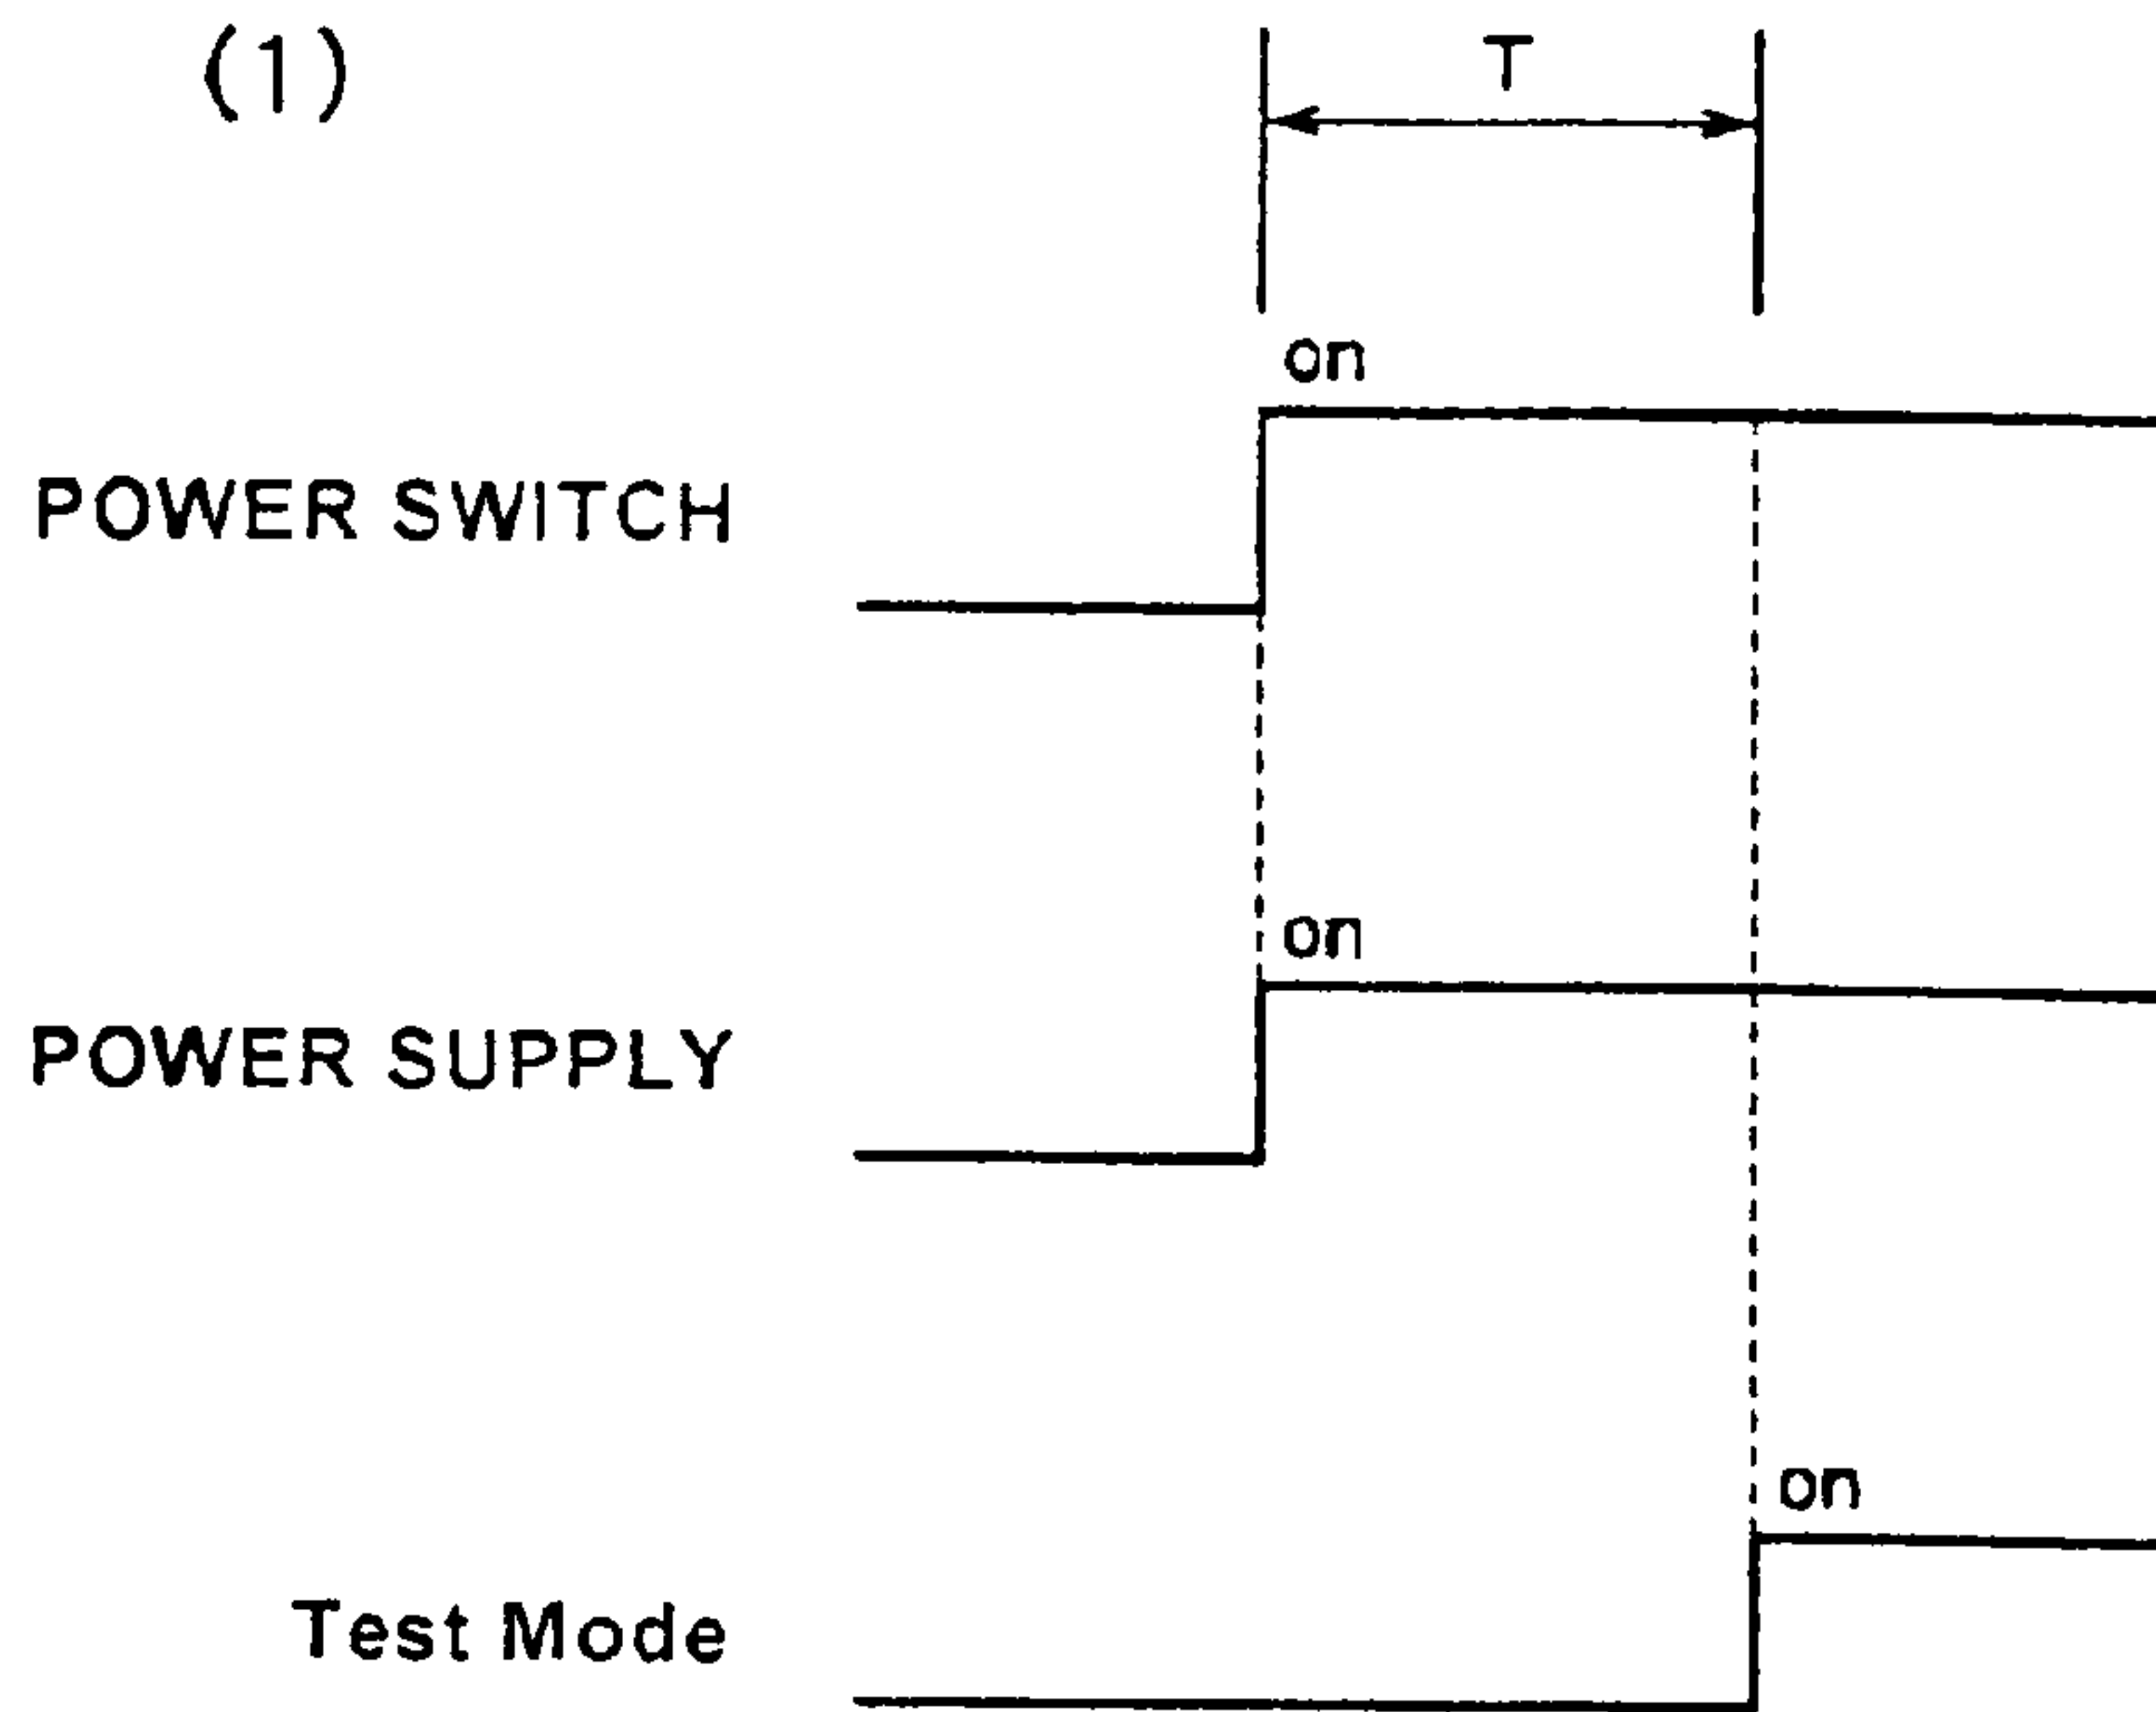 (1)
T
on
POWER SWITCH
on
POWER SUPPLY
on
Test Mode